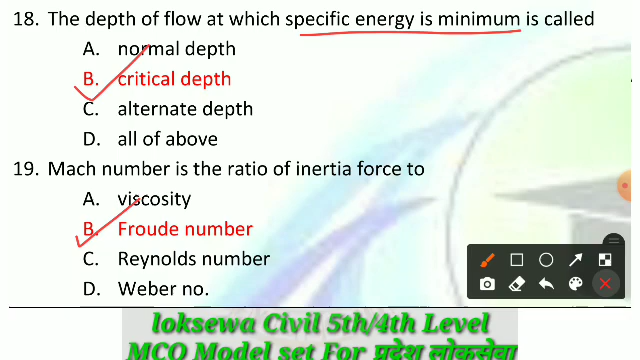 18. The depth of flow at which specific energy is minimum is called
A. normal depth
B. critical depth
C. alternate depth
D. all of above
19. Mach number is the ratio of inertia force to
A. viscosity
B. Froude number
C. Reynolds number
D. Weber no.
loksewa Civil 5th/4th Level
MCQ Model set For प्रदेश लोकसेवा